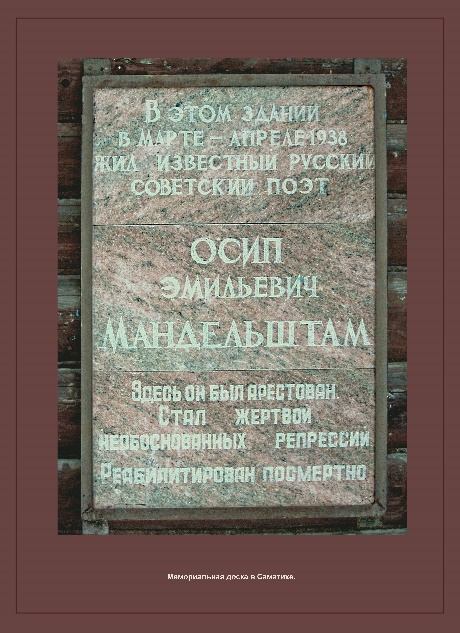 В ЭТОМ ЗДАНИИ
В МАРТЕ – АПРЕЛЕ 1938
ЖИЛ ИЗВЕСТНЫЙ РУССКИЙ
СОВЕТСКИЙ ПОЭТ
ОСИП
ЭМИЛЬЕВИЧ
МАНДЕЛЬШТАМ
ЗДЕСЬ ОН БЫЛ АРЕСТОВАН.
СТАЛ ЖЕРТВОЙ
НЕОБОСНОВАННЫХ РЕПРЕССИЙ
РЕАБИЛИТИРОВАН ПОСМЕРТНО
Мемориальная доска в Саматихе.